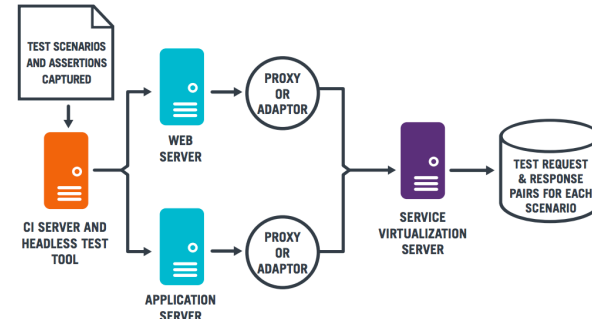 TEST SCENARIOS
AND ASSERTIONS
CAPTURED
CI SERVER AND
HEADLESS TEST
TOOL
WEB
SERVER
PROXY
OR
ADAPTOR
APPLICATION
SERVER
PROXY
OR
ADAPTOR
SERVICE
VIRTUALIZATION
SERVER
TEST REQUEST
& RESPONSE
PAIRS FOR EACH
SCENARIO